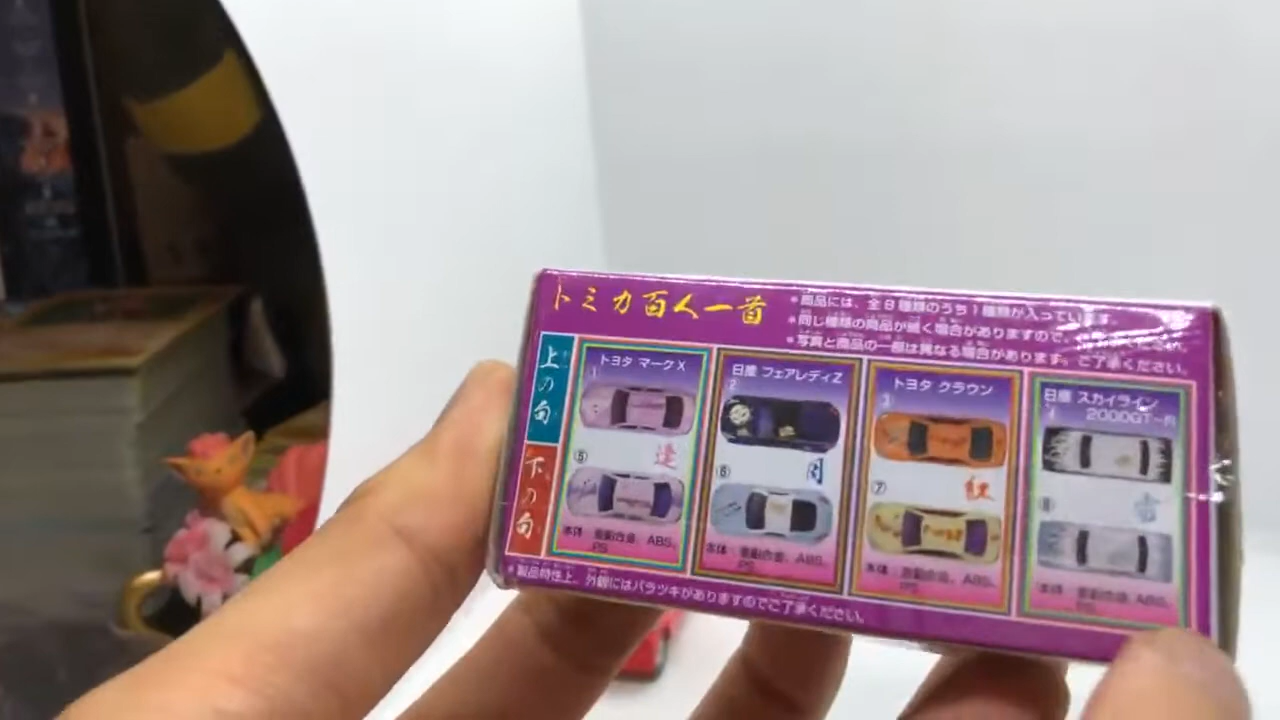 トミカ百人一首
*商品には、全8種類のうち1種類が入っています。
*同じ種類の商品が続く場合がありますので、
*写真と商品の一部は異なる場合があります。ご了承ください。
上の句
下の句
トヨタ マークX
1
⑤
逢
本体:亜鉛合金、ABS、
PS
日産 フェアレディZ
2
⑥
月
本体:亜鉛合金、ABS、
PS
トヨタ クラウン
3
⑦
紅
本体:亜鉛合金、ABS、
PS
日産 スカイライン
4 2000GT-R
8
雪
本体:亜鉛合金、ABS、
PS
*製品特性上、外観にはバラツキがありますのでご了承ください。